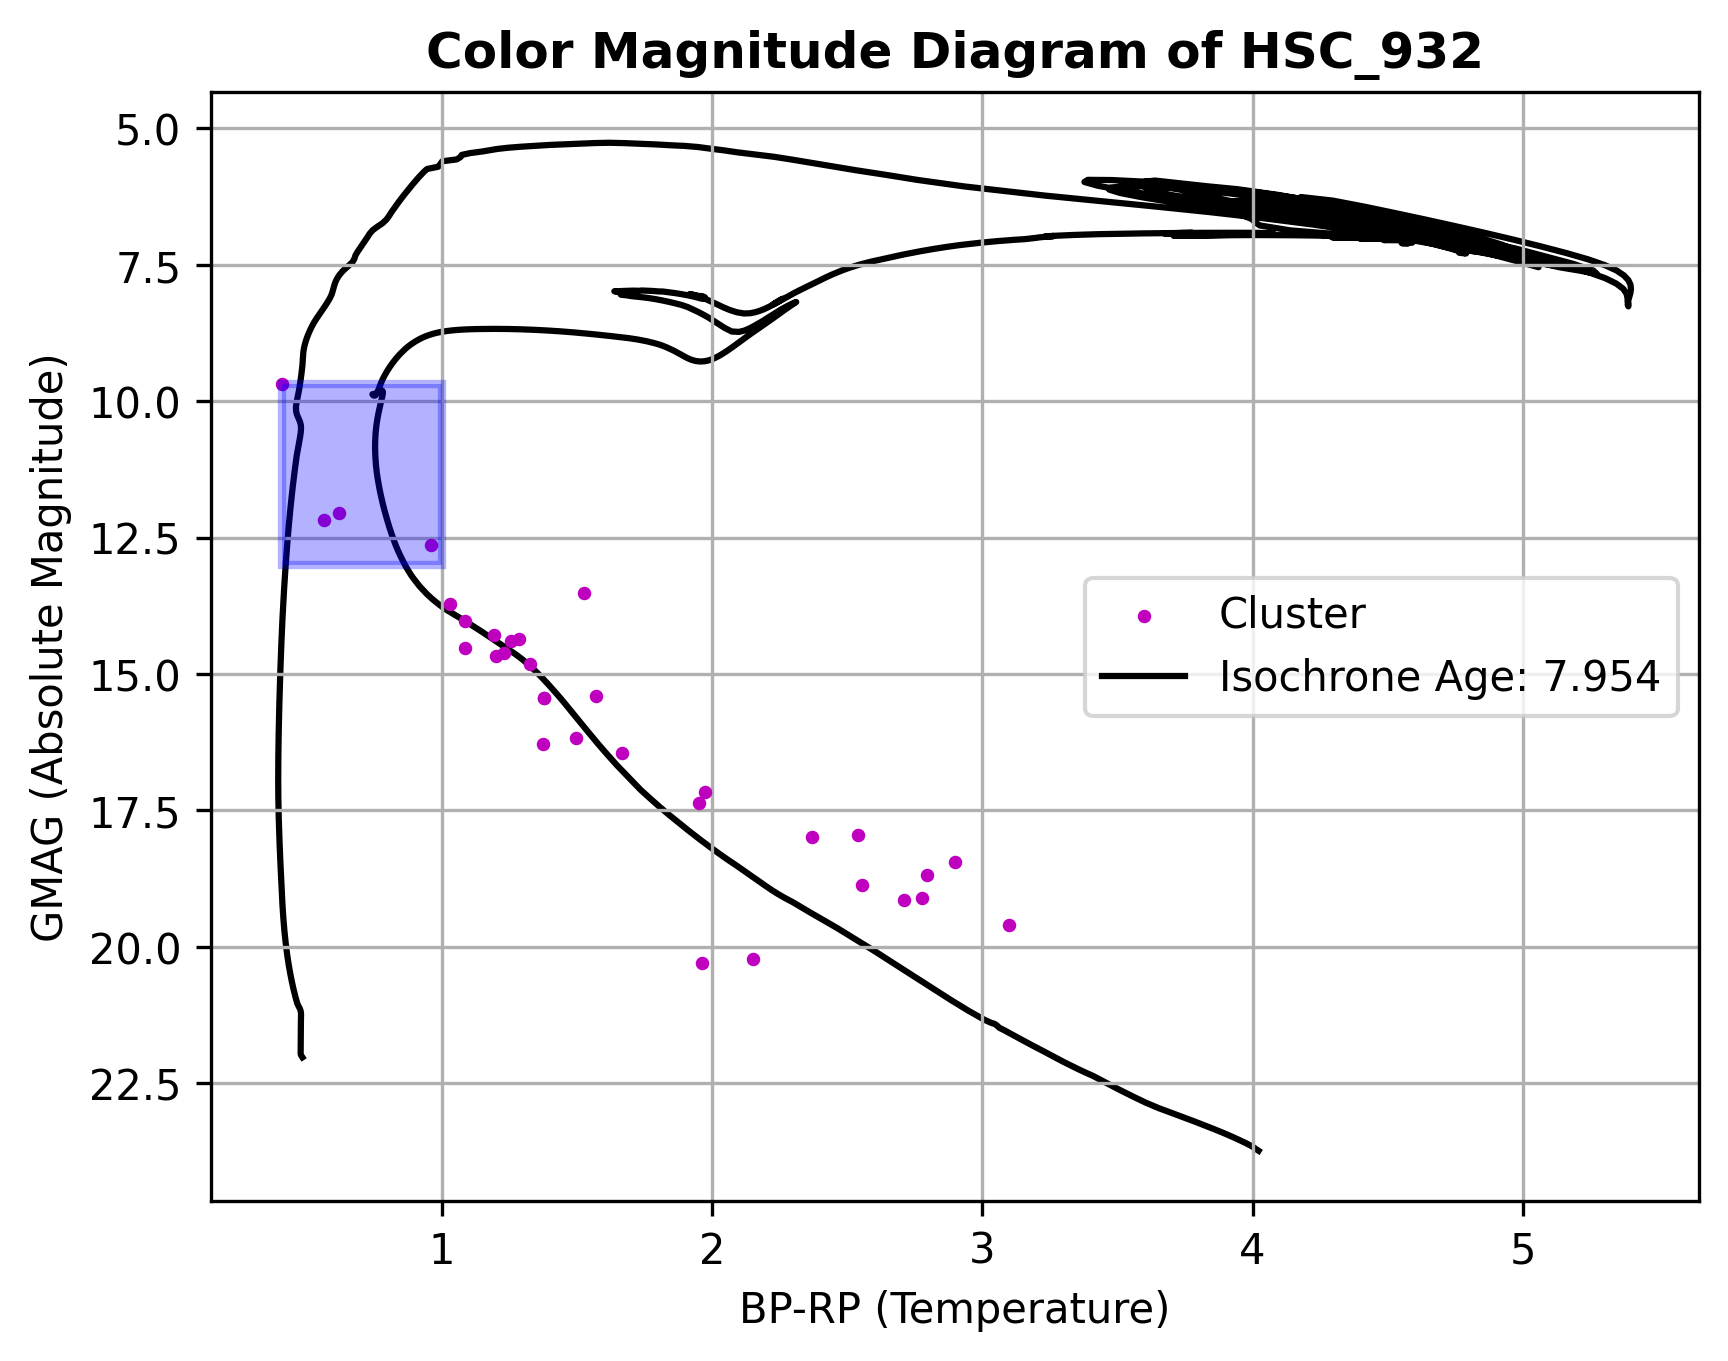 Color Magnitude Diagram of HSC_932
5.0
7.5
10.0
12.5
15.0
17.5
20.0
22.5
GMAG (Absolute Magnitude)
Cluster
Isochrone Age: 7.954
1 2 3 4 5
BP-RP (Temperature)